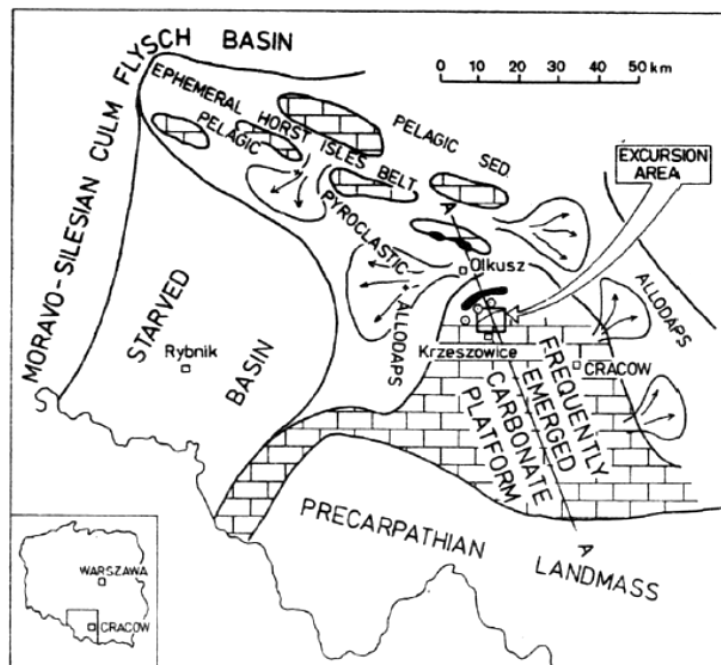 MORAVO-SILESIAN CULM FLYSCH BASIN
0 10 20 30 40 50 km
EPHEMERAL HORST ISLES BELT
PELAGIC SED.
PELAGIC
PYROCLASTIC
EXCURSION
AREA
A
Olkusz
ALLODAPS
ALLODAPS
STARVED
BASIN
Rybnik
Krzeszowice
CRACOW
FREQUENTLY
EMERGED
CARBONATE
PLATFORM
PRECARPATHIAN
LANDMASS
A
WARSZAWA
CRACOW